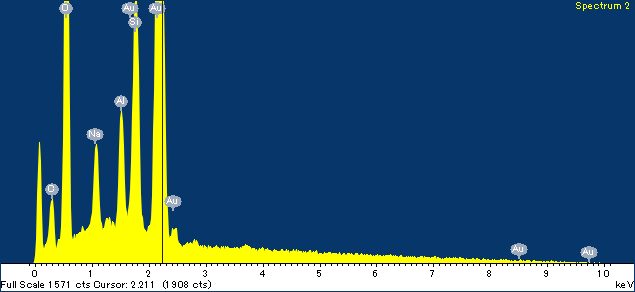 Spectrum 2
O Au Au
Si
Al
Na
C
Au
Au Au
0 1 2 3 4 5 6 7 8 9 10
Full Scale 1571 cts Cursor: 2.211 (1908 cts) keV